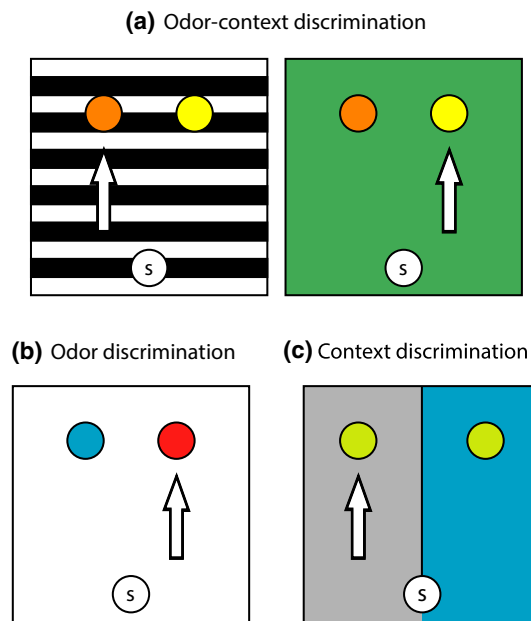 (a) Odor-context discrimination
S
S
(b) Odor discrimination
(c) Context discrimination
S
S